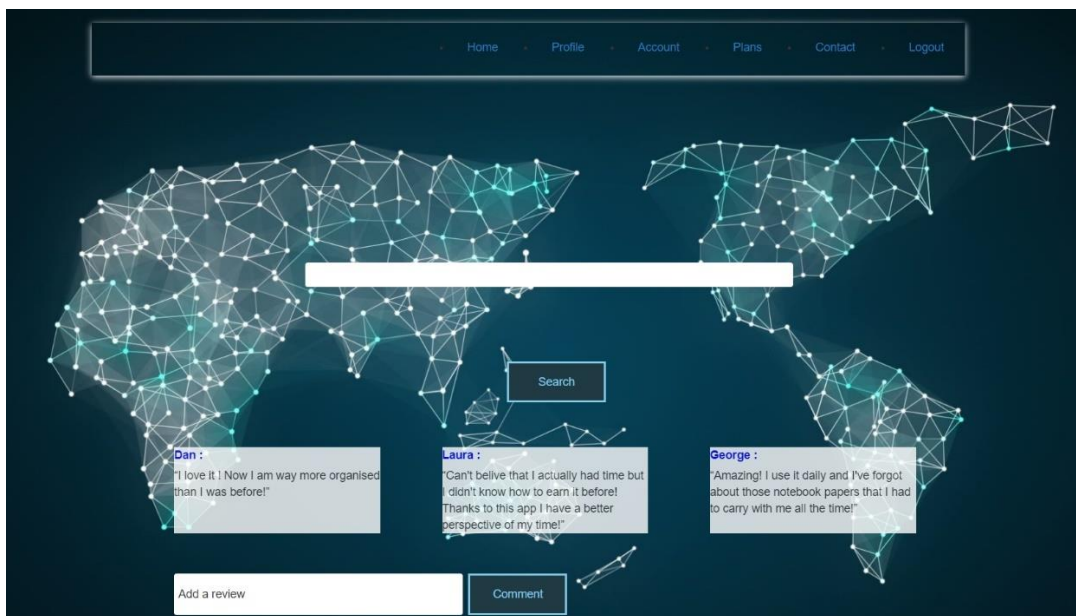 Home Profile Account Plans Contact Logout
Search
Dan :
“I love it ! Now I am way more organised
than I was before!”
Laura :
“Can't belive that I actually had time but
I didn't know how to earn it before!
Thanks to this app I have a better
perspective of my time!”
George :
“Amazing! I use it daily and I've forgot
about those notebook papers that I had
to carry with me all the time!”
Add a review
Comment